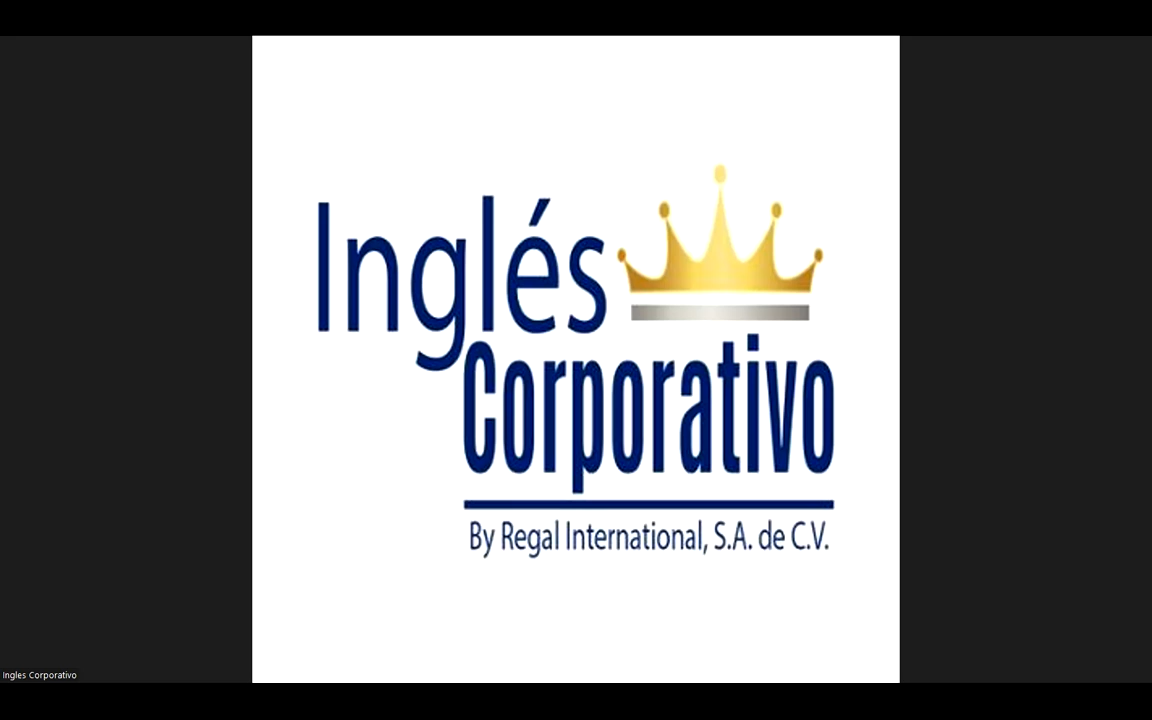 Inglés
Corporativo
By Regal International, S.A. de C.V.
Ingles Corporativo